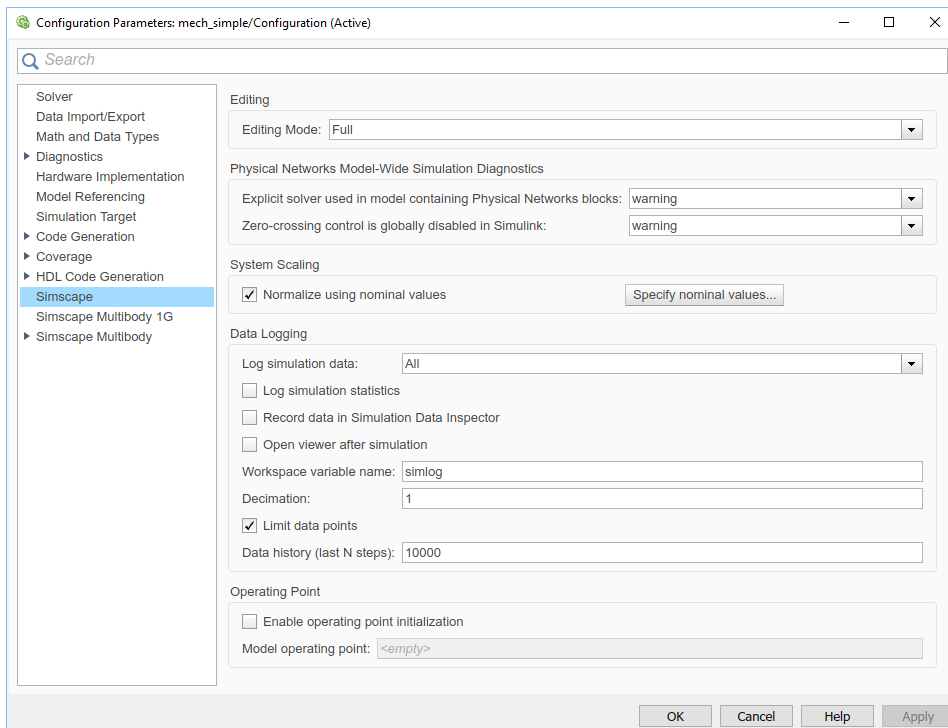 Configuration Parameters: mech_simple/Configuration (Active)
Search
Solver
Data Import/Export
Math and Data Types
Diagnostics
Hardware Implementation
Model Referencing
Simulation Target
Code Generation
Coverage
HDL Code Generation
Simscape
Simscape Multibody 1G
Simscape Multibody
Editing
Editing Mode: Full
Physical Networks Model-Wide Simulation Diagnostics
Explicit solver used in model containing Physical Networks blocks: warning
Zero-crossing control is globally disabled in Simulink: warning
System Scaling
Normalize using nominal values Specify nominal values...
Data Logging
Log simulation data: All
Log simulation statistics
Record data in Simulation Data Inspector
Open viewer after simulation
Workspace variable name: simlog
Decimation: 1
Limit data points
Data history (last N steps): 10000
Operating Point
Enable operating point initialization
Model operating point: <empty>
OK Cancel Help Apply